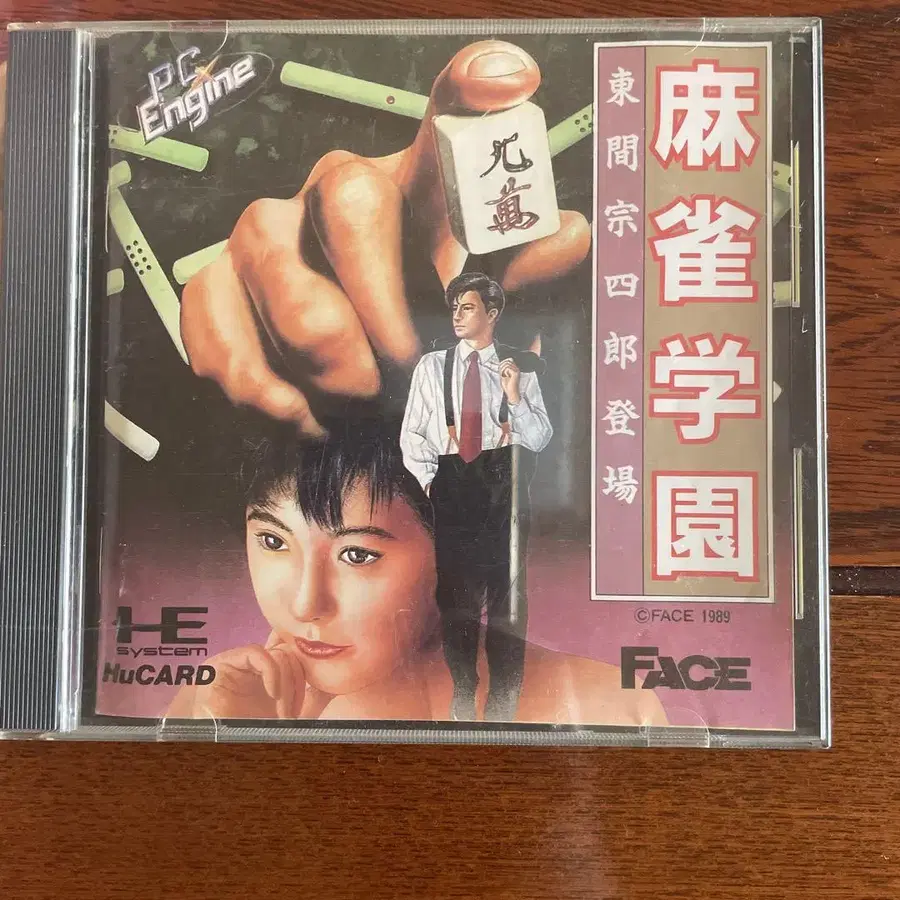 PC
Engine
九
萬
麻雀学園
東間宗四郎登場
©FACE 1989
HE
system
HuCARD
FACE